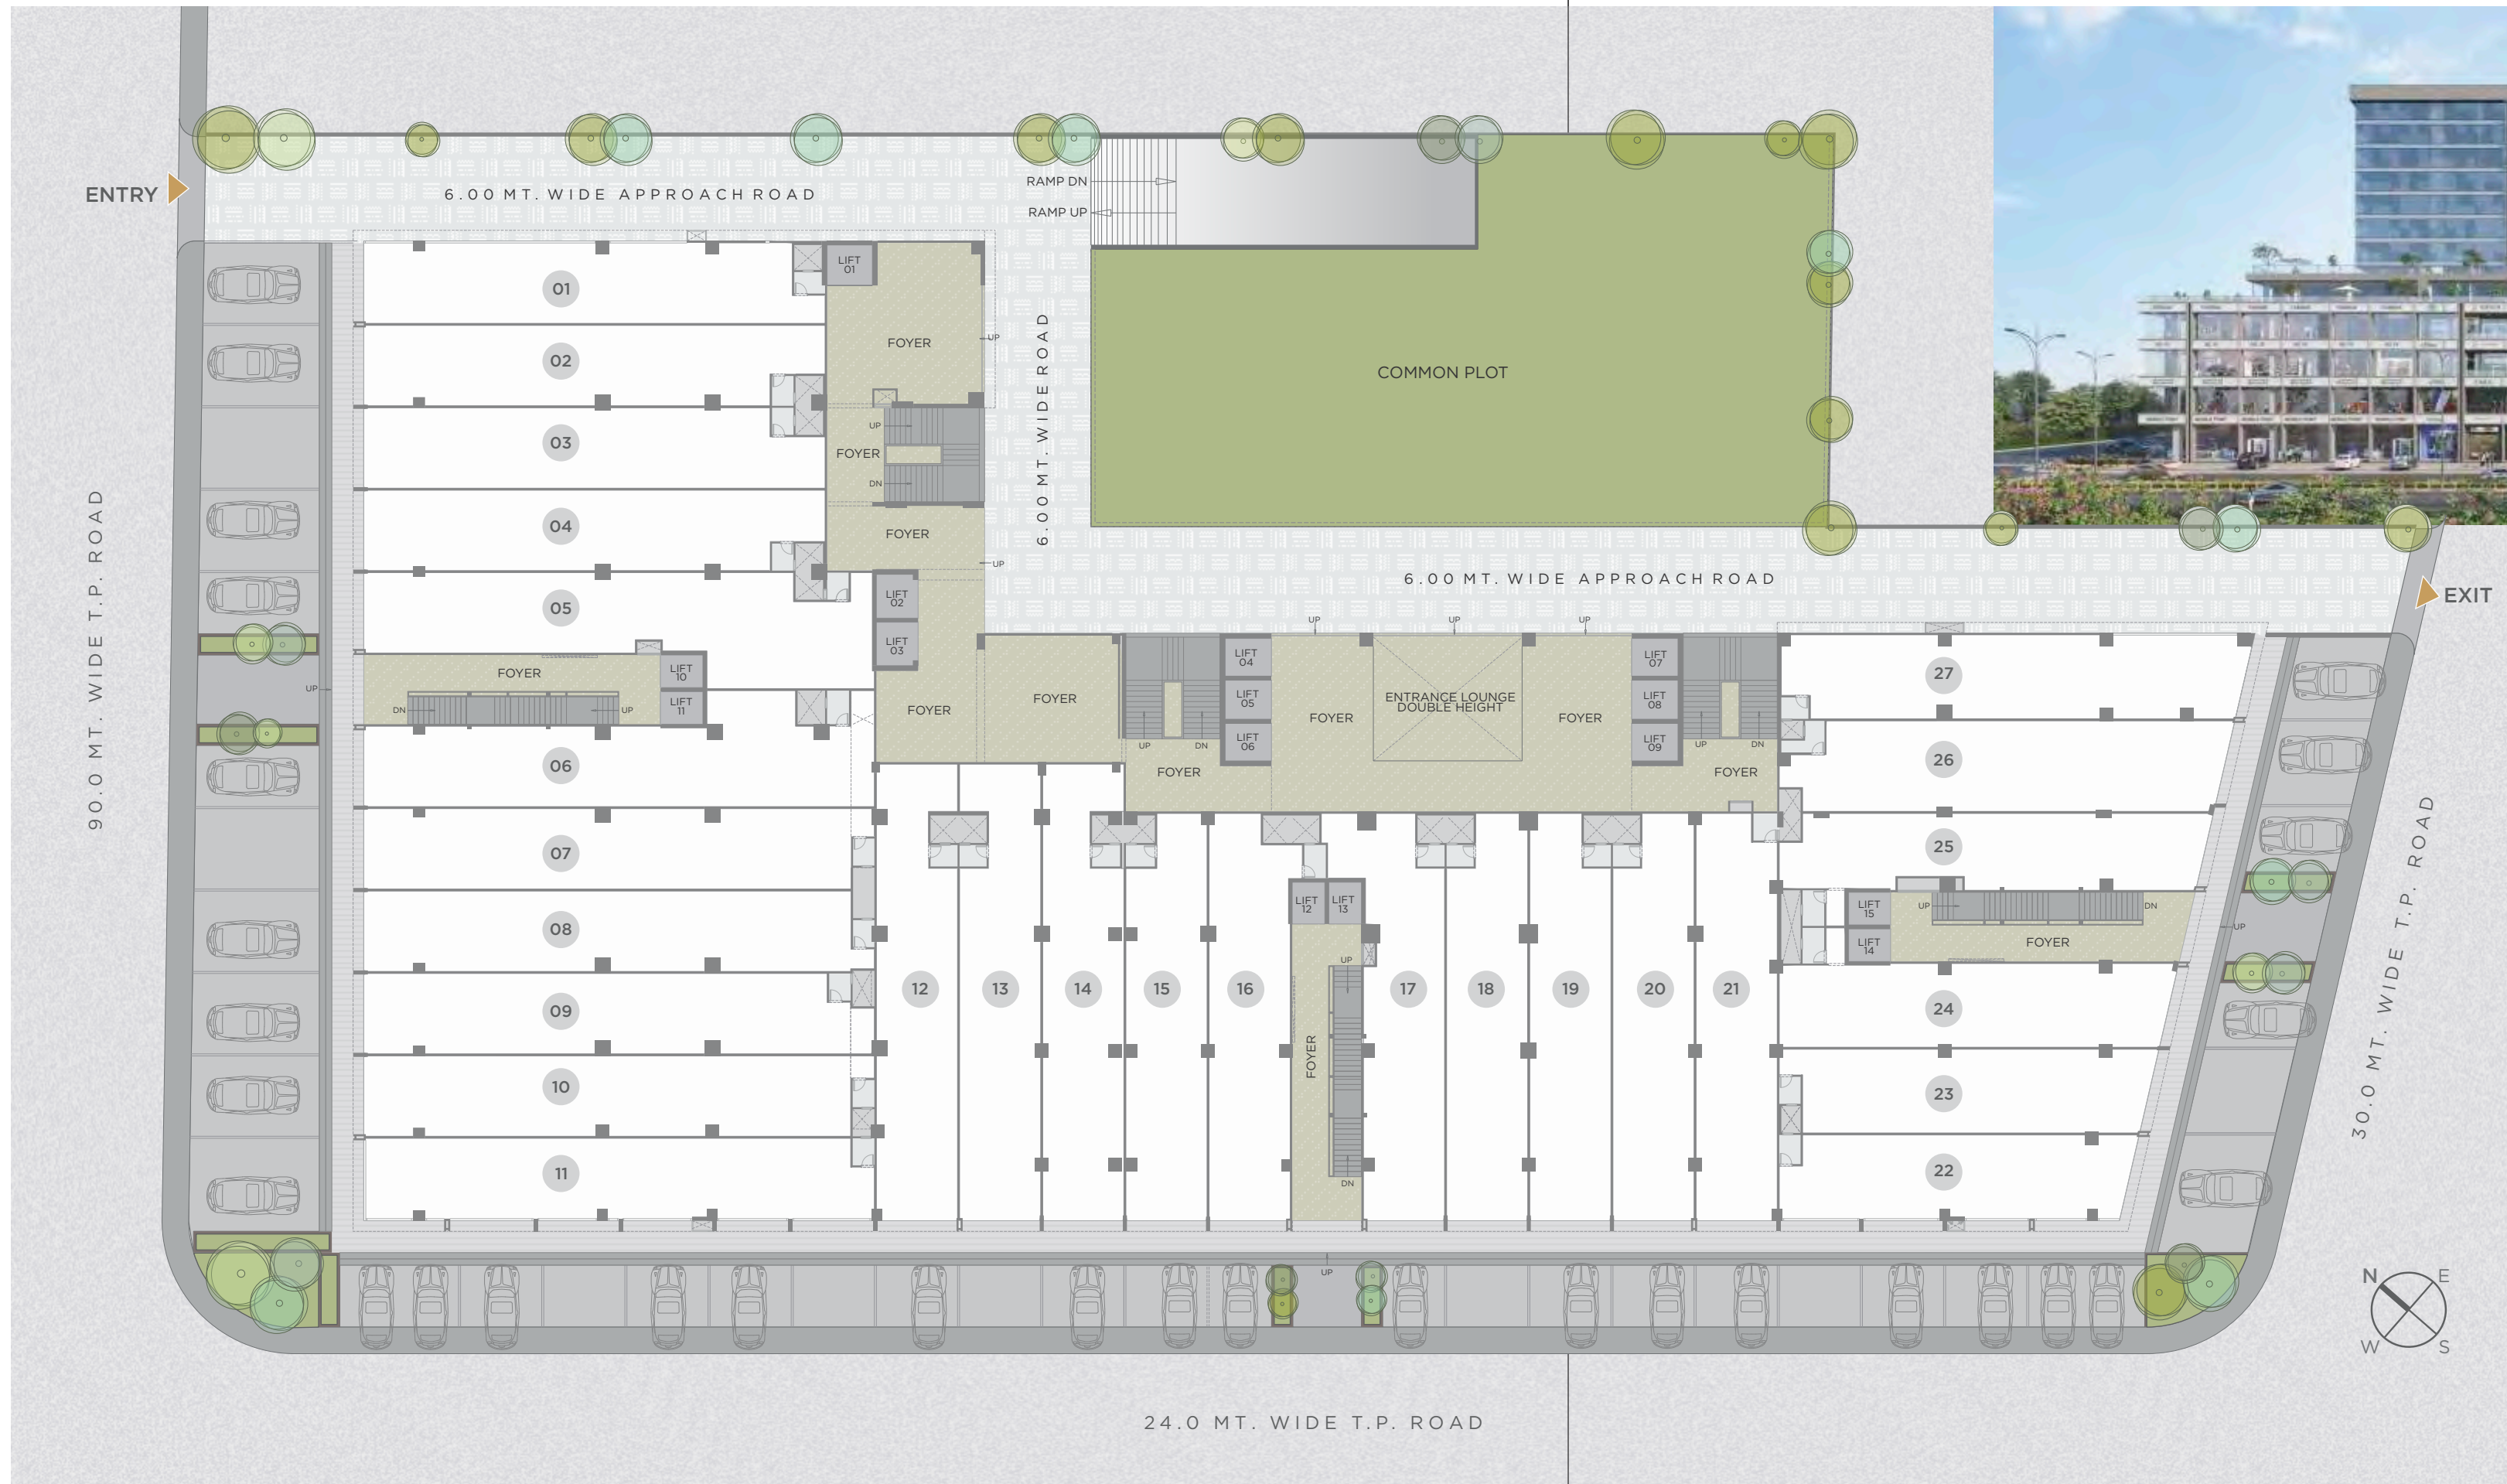 ENTRY
6.00 MT. WIDE APPROACH ROAD
RAMP DN
RAMP UP
01
LIFT
01
FOYER
UP
02
6.00 MT. WIDE ROAD
COMMON PLOT
03
UP
FOYER
DN
04
FOYER
UP
6.00 MT. WIDE APPROACH ROAD
EXIT
05
LIFT
02
LIFT
03
UP
UP
UP
90.0 MT. WIDE T.P. ROAD
UP
FOYER
DN
UP
LIFT
10
LIFT
11
FOYER
FOYER
UP
DN
LIFT
04
LIFT
05
LIFT
06
FOYER
FOYER
ENTRANCE LOUNGE
DOUBLE HEIGHT
FOYER
LIFT
07
LIFT
08
LIFT
09
UP
DN
FOYER
27
26
25
06
07
08
09
10
11
12
13
14
15
16
LIFT
12
LIFT
13
UP
FOYER
DN
17
18
19
20
21
LIFT
15
LIFT
14
UP
DN
FOYER
UP
24
23
22
30.0 MT. WIDE T.P. ROAD
UP
N
E
W
S
24.0 MT. WIDE T.P. ROAD